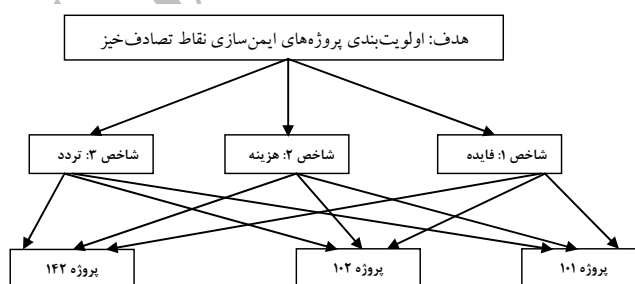 هدف: اولویت‌بندی پروژه‌های ایمن‌سازی نقاط تصادف‌خیز
شاخص ۱: فایده
شاخص ۲: هزینه
شاخص ۳: تردد
پروژه ۱۰۱
پروژه ۱۰۲
پروژه ۱۴۲